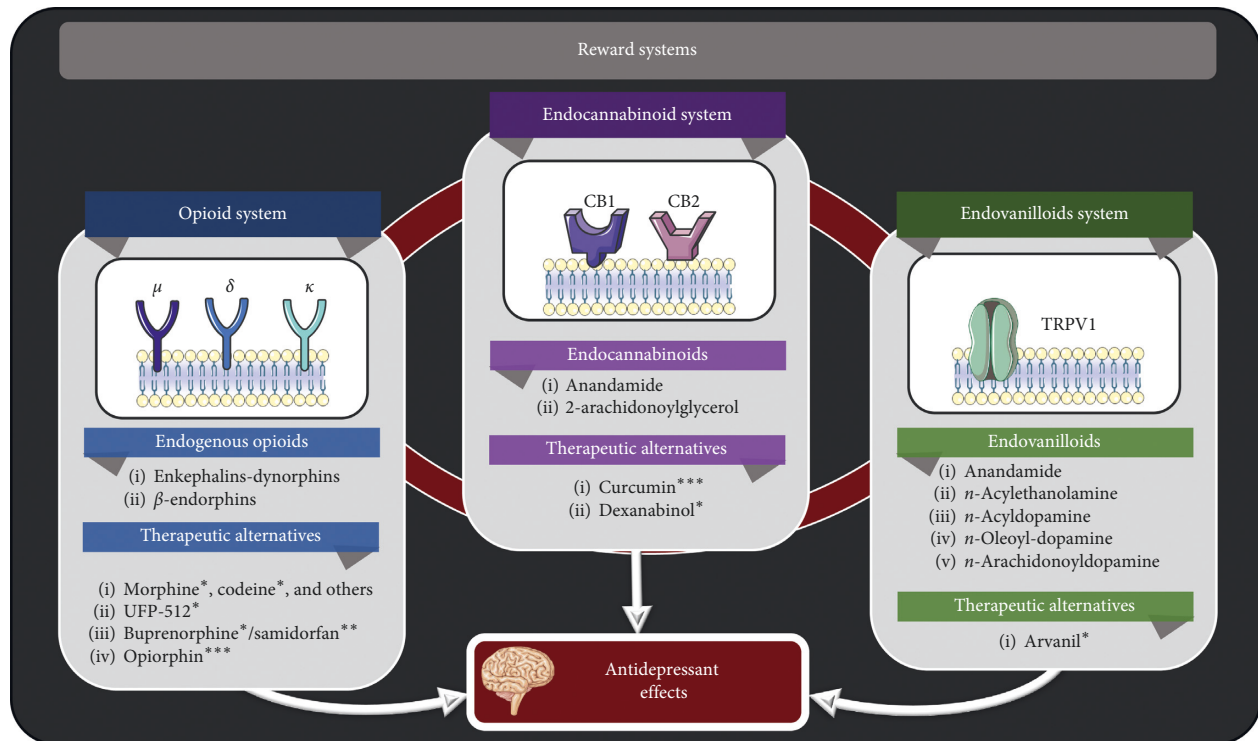 Reward systems
Opioid system
μ
δ
κ
Endogenous opioids
(i) Enkephalins-dynorphins
(ii) β-endorphins
Therapeutic alternatives
(i) Morphine*, codeine*, and others
(ii) UFP-512*
(iii) Buprenorphine*/samidorfan**
(iv) Opiorphin***
Endocannabinoid system
CB1
CB2
Endocannabinoids
(i) Anandamide
(ii) 2-arachidonoylglycerol
Therapeutic alternatives
(i) Curcumin***
(ii) Dexanabinol*
Endovanilloids system
TRPV1
Endovanilloids
(i) Anandamide
(ii) n-Acylethanolamine
(iii) n-Acyldopamine
(iv) n-Oleoyl-dopamine
(v) n-Arachidonoyldopamine
Therapeutic alternatives
(i) Arvanil*
Antidepressant
effects